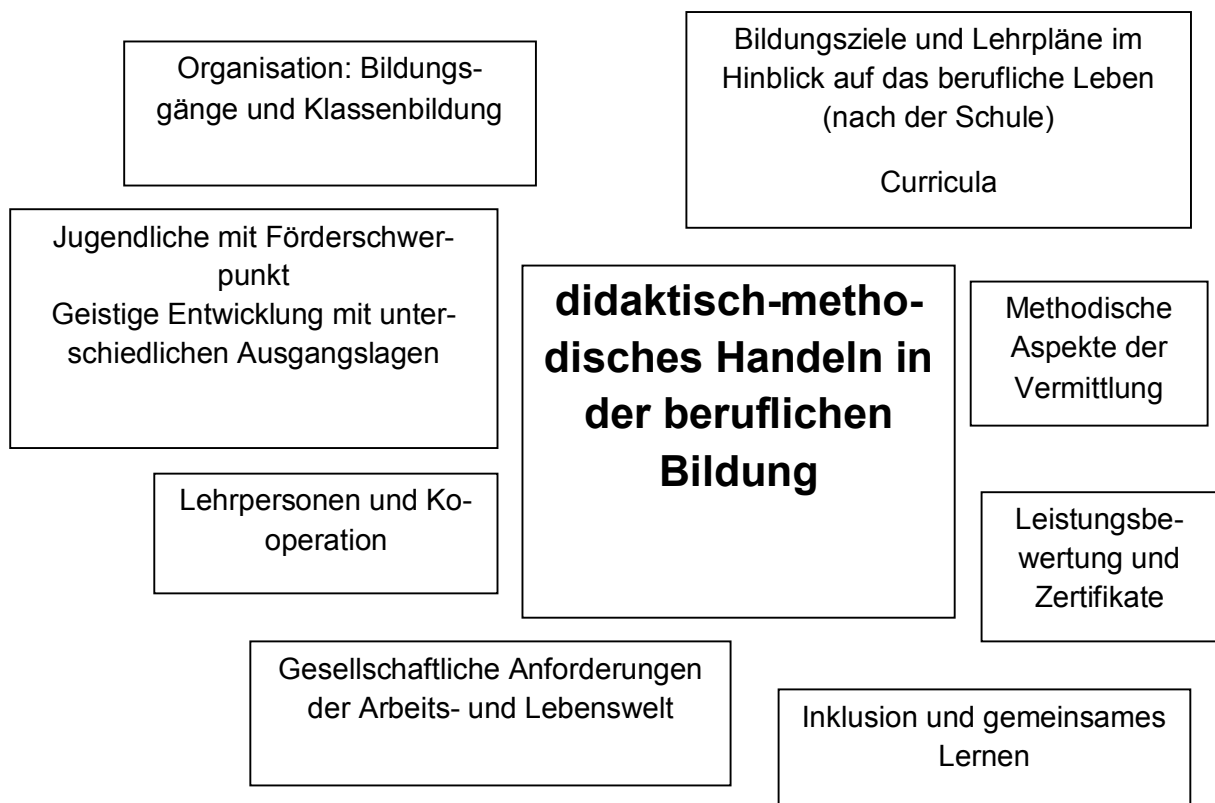 Organisation: Bildungs-
gänge und Klassenbildung
Bildungsziele und Lehrpläne im
Hinblick auf das berufliche Leben
(nach der Schule)
Curricula
Jugendliche mit Förderschwer-
punkt
Geistige Entwicklung mit unter-
schiedlichen Ausgangslagen
didaktisch-metho-
disches Handeln in
der beruflichen
Bildung
Methodische
Aspekte der
Vermittlung
Lehrpersonen und Ko-
operation
Leistungsbe-
wertung und
Zertifikate
Gesellschaftliche Anforderungen
der Arbeits- und Lebenswelt
Inklusion und gemeinsames
Lernen